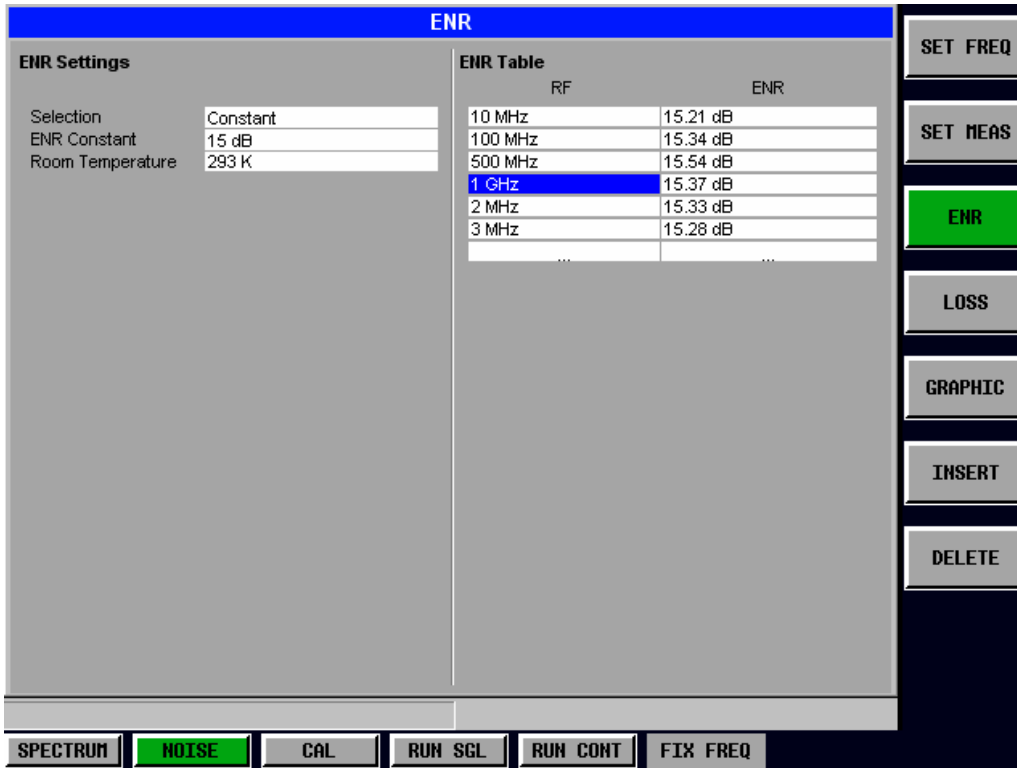 ENR
ENR Settings
Selection Constant
ENR Constant 15 dB
Room Temperature 293 K
ENR Table
RF ENR
10 MHz 15.21 dB
100 MHz 15.34 dB
500 MHz 15.54 dB
1 GHz 15.37 dB
2 MHz 15.33 dB
3 MHz 15.28 dB
... ...
SET FREQ
SET MEAS
ENR
LOSS
GRAPHIC
INSERT
DELETE
SPECTRUM NOISE CAL RUN SGL RUN CONT FIX FREQ